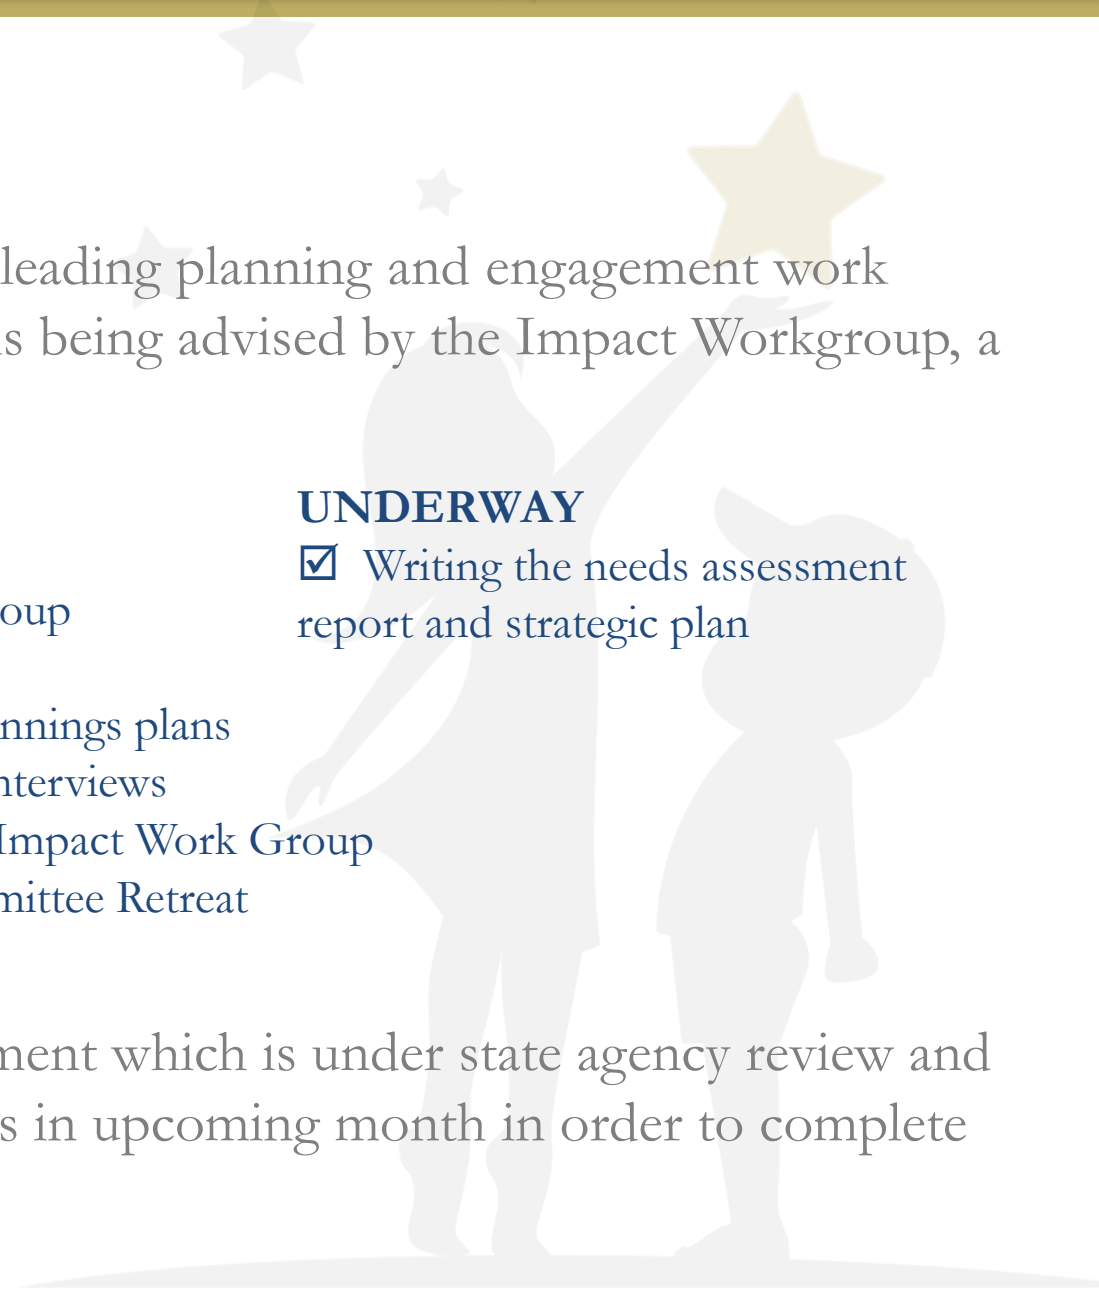 leading planning and engagement work
is being advised by the Impact Workgroup, a
UNDERWAY
☑ Writing the needs assessment
report and strategic plan
oup
nnings plans
nterviews
Impact Work Group
mittee Retreat
ment which is under state agency review and
s in upcoming month in order to complete